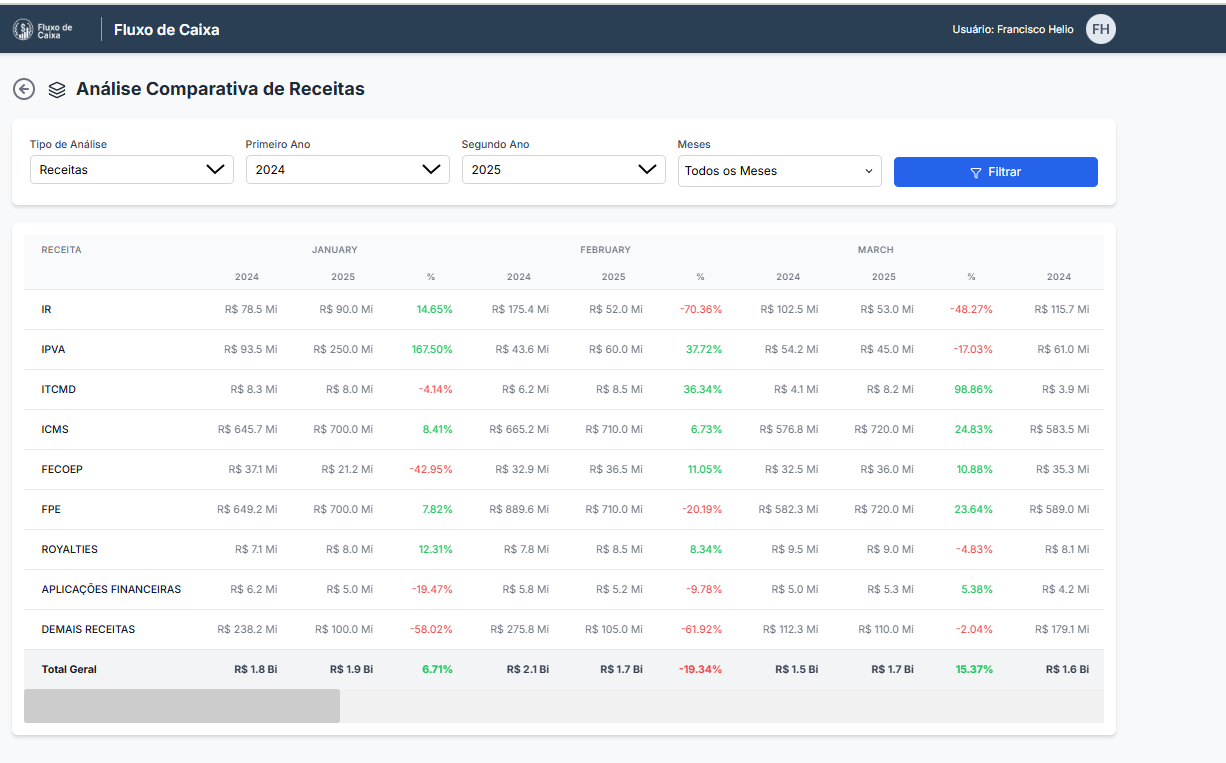 Fluxo de Caixa
Fluxo de Caixa
Usuário: Francisco Helio
FH
Análise Comparativa de Receitas
Tipo de Análise Primeiro Ano Segundo Ano Meses
Receitas 2024 2025 Todos os Meses Filtrar
RECEITA JANUARY FEBRUARY MARCH
2024 2025 % 2024 2025 % 2024 2025 % 2024
IR R$ 78.5 Mi R$ 90.0 Mi 14.65% R$ 175.4 Mi R$ 52.0 Mi -70.36% R$ 102.5 Mi R$ 53.0 Mi -48.27% R$ 115.7 Mi
IPVA R$ 93.5 Mi R$ 250.0 Mi 167.50% R$ 43.6 Mi R$ 60.0 Mi 37.72% R$ 54.2 Mi R$ 45.0 Mi -17.03% R$ 61.0 Mi
ITCMD R$ 8.3 Mi R$ 8.0 Mi -4.14% R$ 6.2 Mi R$ 8.5 Mi 36.34% R$ 4.1 Mi R$ 8.2 Mi 98.86% R$ 3.9 Mi
ICMS R$ 645.7 Mi R$ 700.0 Mi 8.41% R$ 665.2 Mi R$ 710.0 Mi 6.73% R$ 576.8 Mi R$ 720.0 Mi 24.83% R$ 583.5 Mi
FECOEP R$ 37.1 Mi R$ 21.2 Mi -42.95% R$ 32.9 Mi R$ 36.5 Mi 11.05% R$ 32.5 Mi R$ 36.0 Mi 10.88% R$ 35.3 Mi
FPE R$ 649.2 Mi R$ 700.0 Mi 7.82% R$ 889.6 Mi R$ 710.0 Mi -20.19% R$ 582.3 Mi R$ 720.0 Mi 23.64% R$ 589.0 Mi
ROYALTIES R$ 7.1 Mi R$ 8.0 Mi 12.31% R$ 7.8 Mi R$ 8.5 Mi 8.34% R$ 9.5 Mi R$ 9.0 Mi -4.83% R$ 8.1 Mi
APLICAÇÕES FINANCEIRAS R$ 6.2 Mi R$ 5.0 Mi -19.47% R$ 5.8 Mi R$ 5.2 Mi -9.78% R$ 5.0 Mi R$ 5.3 Mi 5.38% R$ 4.2 Mi
DEMAIS RECEITAS R$ 238.2 Mi R$ 100.0 Mi -58.02% R$ 275.8 Mi R$ 105.0 Mi -61.92% R$ 112.3 Mi R$ 110.0 Mi -2.04% R$ 179.1 Mi
Total Geral R$ 1.8 Bi R$ 1.9 Bi 6.71% R$ 2.1 Bi R$ 1.7 Bi -19.34% R$ 1.5 Bi R$ 1.7 Bi 15.37% R$ 1.6 Bi